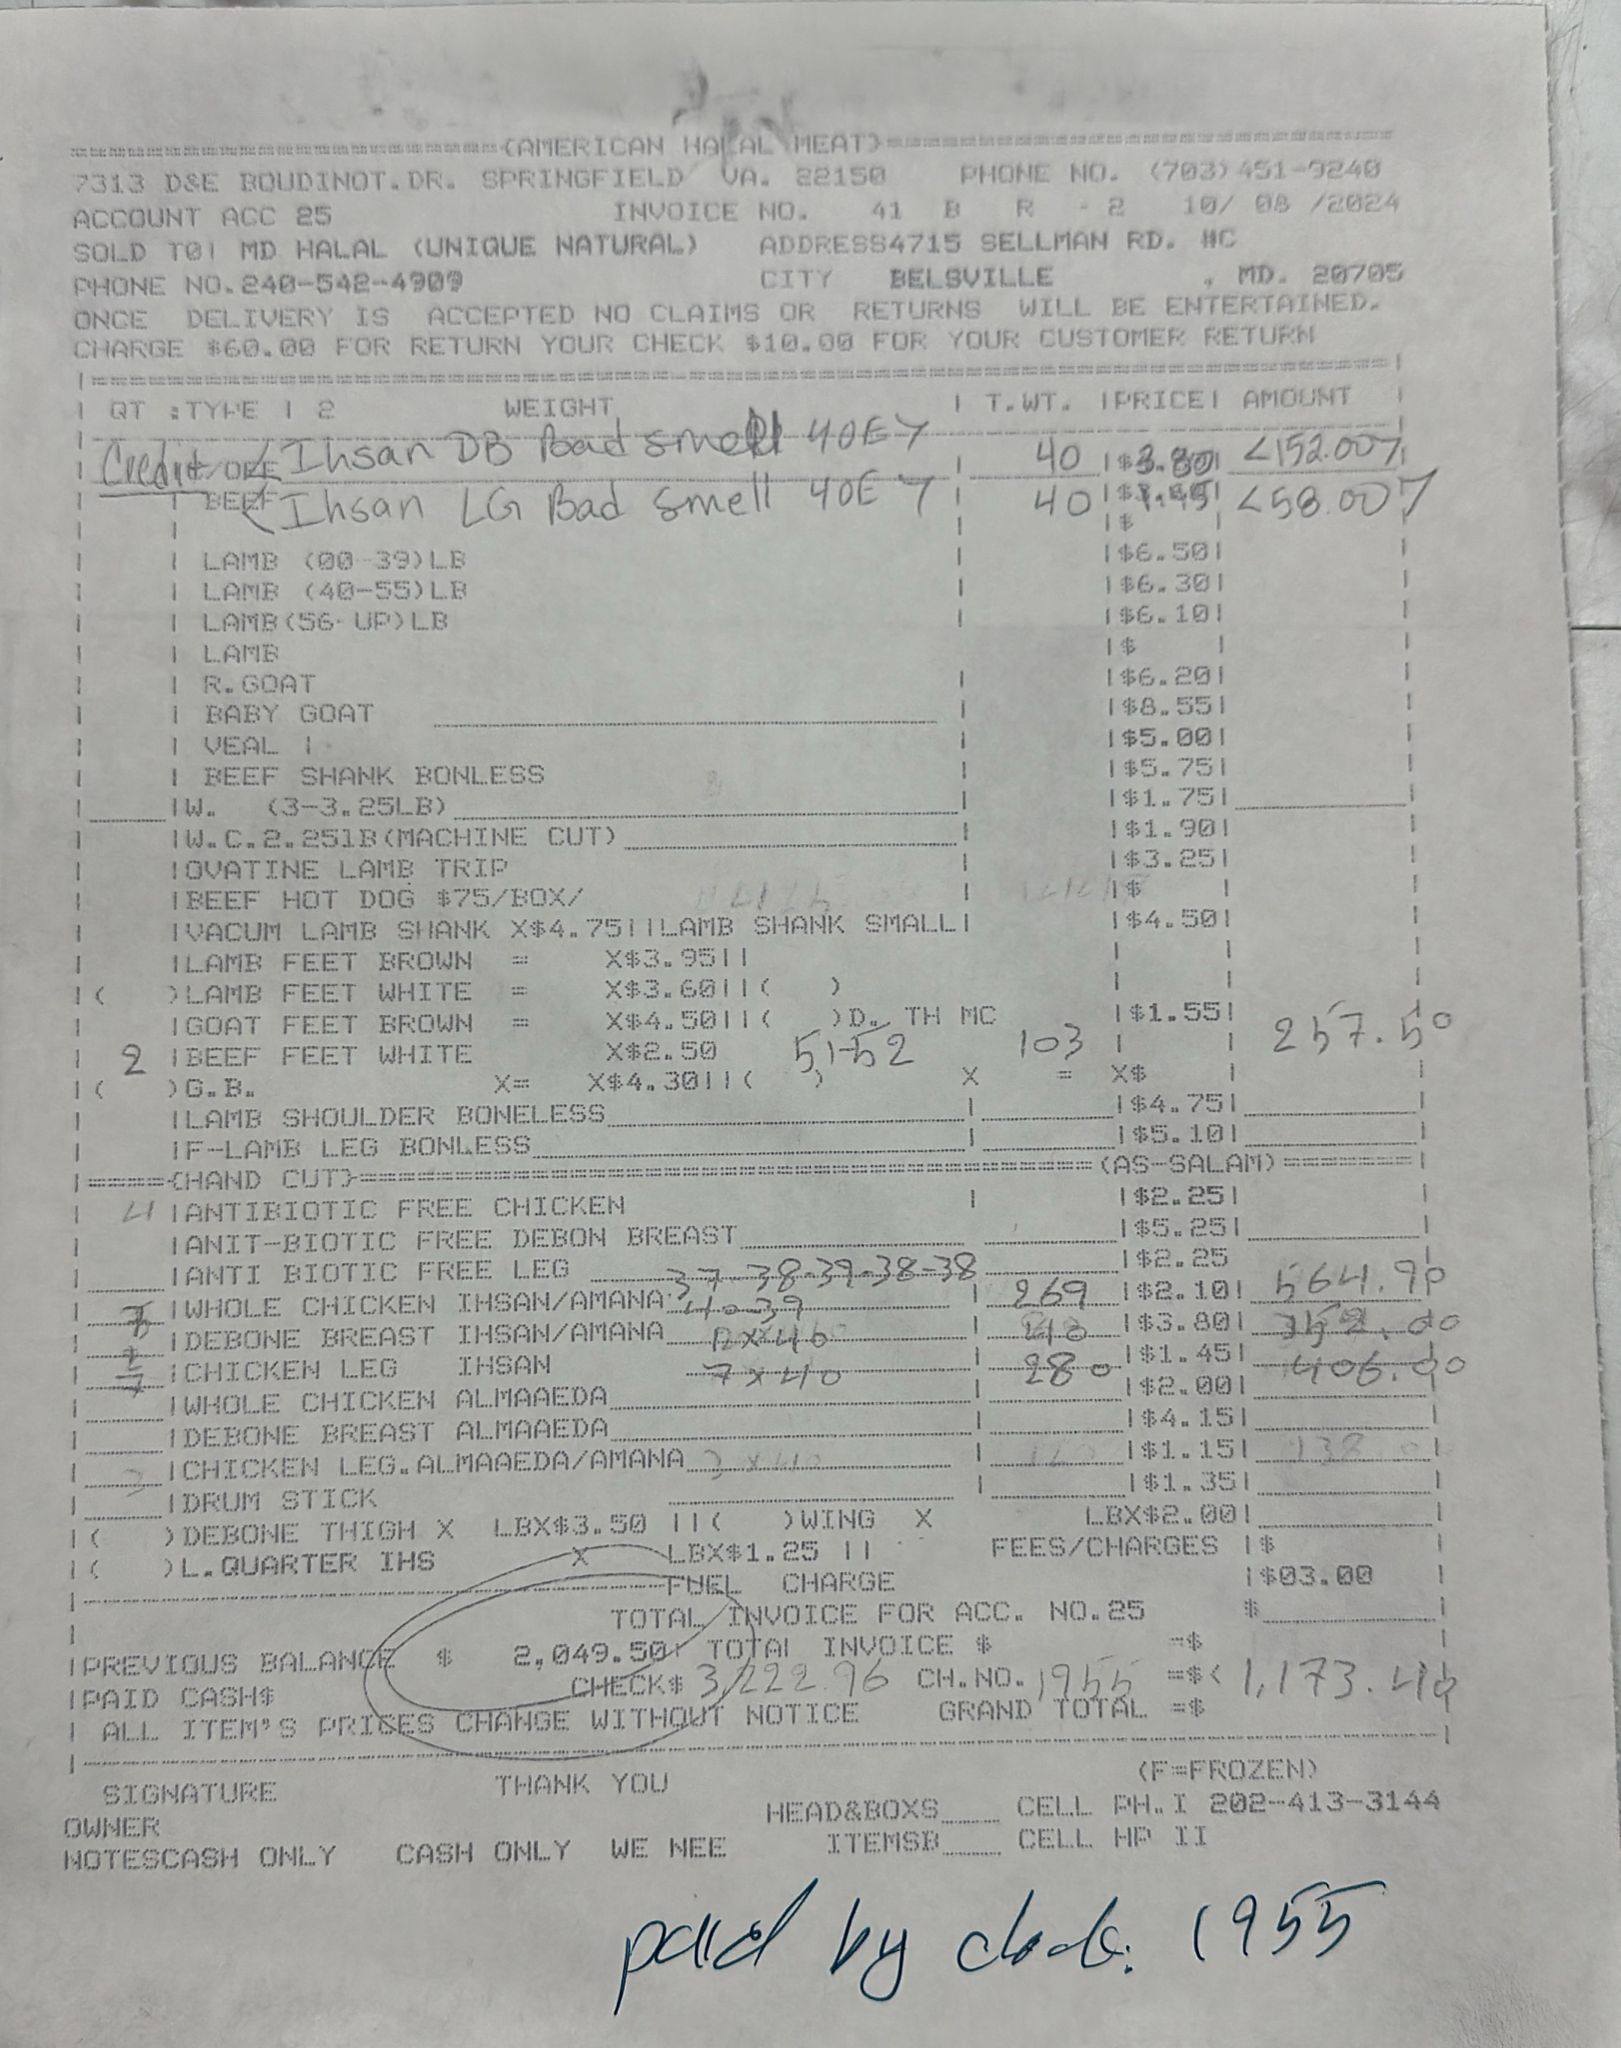 (AMERICAN HALAL MEAT)
7313 D&E BOUDINOT.DR. SPRINGFIELD VA. 22150 PHONE NO. (703)451-9240
ACCOUNT ACC 25 INVOICE NO. 41 B R - 2 10/ 08 /2024
SOLD TO| MD HALAL (UNIQUE NATURAL) ADDRESS4715 SELLMAN RD. #C
PHONE NO.240-542-4909 CITY BELSVILLE , MD. 20705
ONCE DELIVERY IS ACCEPTED NO CLAIMS OR RETURNS WILL BE ENTERTAINED.
CHARGE $60.00 FOR RETURN YOUR CHECK $10.00 FOR YOUR CUSTOMER RETURN
QT :TYPE | 2 WEIGHT | T.WT. |PRICE| AMOUNT
Credit < Ihsan DB Bad smell 40E7 40 |$3.80| <152.00>
BEEF < Ihsan LG Bad smell 40E7 40 |$1.45| <58.00>
|$ |
| LAMB (00-39)LB |$6.50|
| LAMB (40-55)LB |$6.30|
| LAMB(56-UP)LB |$6.10|
| LAMB |$ |
| R.GOAT |$6.20|
| BABY GOAT |$8.55|
| VEAL | |$5.00|
| BEEF SHANK BONLESS |$5.75|
|W. (3-3.25LB) |$1.75|
|W.C.2.25lB(MACHINE CUT) |$1.90|
|OVATINE LAMB TRIP |$3.25|
|BEEF HOT DOG $75/BOX/ |$ |
|VACUM LAMB SHANK X$4.75||LAMB SHANK SMALL| |$4.50|
|LAMB FEET BROWN = X$3.95||
|( )LAMB FEET WHITE = X$3.60||( )
|GOAT FEET BROWN = X$4.50||( )D. TH MC |$1.55|
2 |BEEF FEET WHITE X$2.50 51-52 103 257.50
|( )G.B. X= X$4.30||( ) X = X$
|LAMB SHOULDER BONELESS |$4.75|
|F-LAMB LEG BONLESS |$5.10|
(HAND CUT) (AS-SALAM)
4 |ANTIBIOTIC FREE CHICKEN |$2.25|
|ANIT-BIOTIC FREE DEBON BREAST |$5.25|
|ANTI BIOTIC FREE LEG |$2.25
37-38-39-38-38
7 |WHOLE CHICKEN IHSAN/AMANA 40-39 269 |$2.10| 564.90
|DEBONE BREAST IHSAN/AMANA |$3.80|
7 |CHICKEN LEG IHSAN 7x40 280 |$1.45| 406.00
|WHOLE CHICKEN ALMAAEDA |$2.00|
|DEBONE BREAST ALMAAEDA |$4.15|
3 |CHICKEN LEG.ALMAAEDA/AMANA 3x40 |$1.15| 138.00
|DRUM STICK |$1.35|
|( )DEBONE THIGH X LBX$3.50 ||( )WING X LBX$2.00|
|( )L.QUARTER IHS X LBX$1.25 || FEES/CHARGES |$
FUEL CHARGE |$03.00
TOTAL INVOICE FOR ACC. NO.25 $
|PREVIOUS BALANCE $ 2,049.50| TOTAL INVOICE $ =$
|PAID CASH$ CHECK$ 3,222.96 CH.NO. 1955 =$< 1,173.46
| ALL ITEM'S PRICES CHANGE WITHOUT NOTICE GRAND TOTAL =$
(F=FROZEN)
SIGNATURE THANK YOU
HEAD&BOXS CELL PH.I 202-413-3144
OWNER
ITEMSB CELL HP II
NOTESCASH ONLY CASH ONLY WE NEE
paid by check. 1955